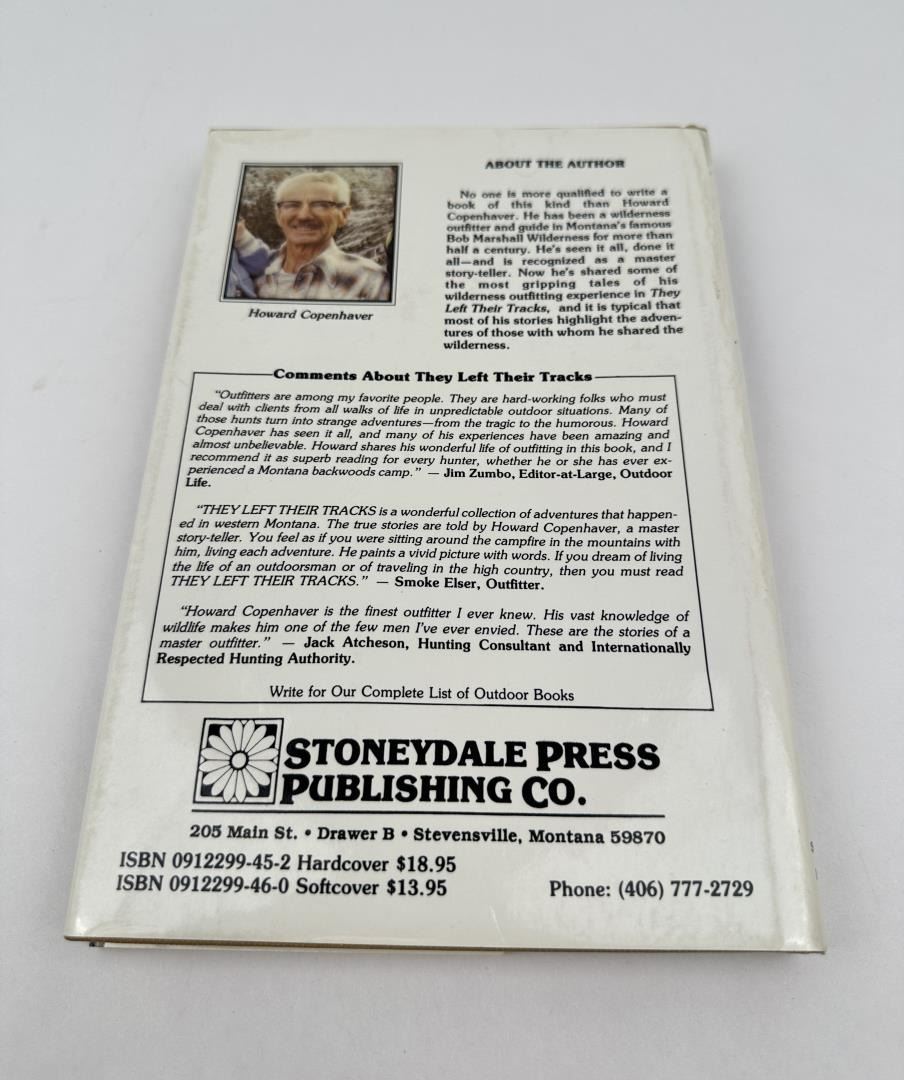 ABOUT THE AUTHOR
No one is more qualified to write a
book of this kind than Howard
Copenhaver. He has been a wilderness
outfitter and guide in Montana's famous
Bob Marshall Wilderness for more than
half a century. He's seen it all, done it
all—and is recognized as a master
story-teller. Now he's shared some of
the most gripping tales of his
wilderness outfitting experience in They
Left Their Tracks, and it is typical that
most of his stories highlight the adven-
tures of those with whom he shared the
wilderness.
Howard Copenhaver
Comments About They Left Their Tracks
"Outfitters are among my favorite people. They are hard-working folks who must
deal with clients from all walks of life in unpredictable outdoor situations. Many of
those hunts turn into strange adventures—from the tragic to the humorous. Howard
Copenhaver has seen it all, and many of his experiences have been amazing and
almost unbelievable. Howard shares his wonderful life of outfitting in this book, and I
recommend it as superb reading for every hunter, whether he or she has ever ex-
perienced a Montana backwoods camp." — Jim Zumbo, Editor-at-Large, Outdoor
Life.
"THEY LEFT THEIR TRACKS is a wonderful collection of adventures that happen-
ed in western Montana. The true stories are told by Howard Copenhaver, a master
story-teller. You feel as if you were sitting around the campfire in the mountains with
him, living each adventure. He paints a vivid picture with words. If you dream of living
the life of an outdoorsman or of traveling in the high country, then you must read
THEY LEFT THEIR TRACKS." — Smoke Elser, Outfitter.
"Howard Copenhaver is the finest outfitter I ever knew. His vast knowledge of
wildlife makes him one of the few men I've ever envied. These are the stories of a
master outfitter." — Jack Atcheson, Hunting Consultant and Internationally
Respected Hunting Authority.
Write for Our Complete List of Outdoor Books
STONEYDALE PRESS
PUBLISHING CO.
205 Main St. • Drawer B • Stevensville, Montana 59870
ISBN 0912299-45-2 Hardcover $18.95
ISBN 0912299-46-0 Softcover $13.95
Phone: (406) 777-2729